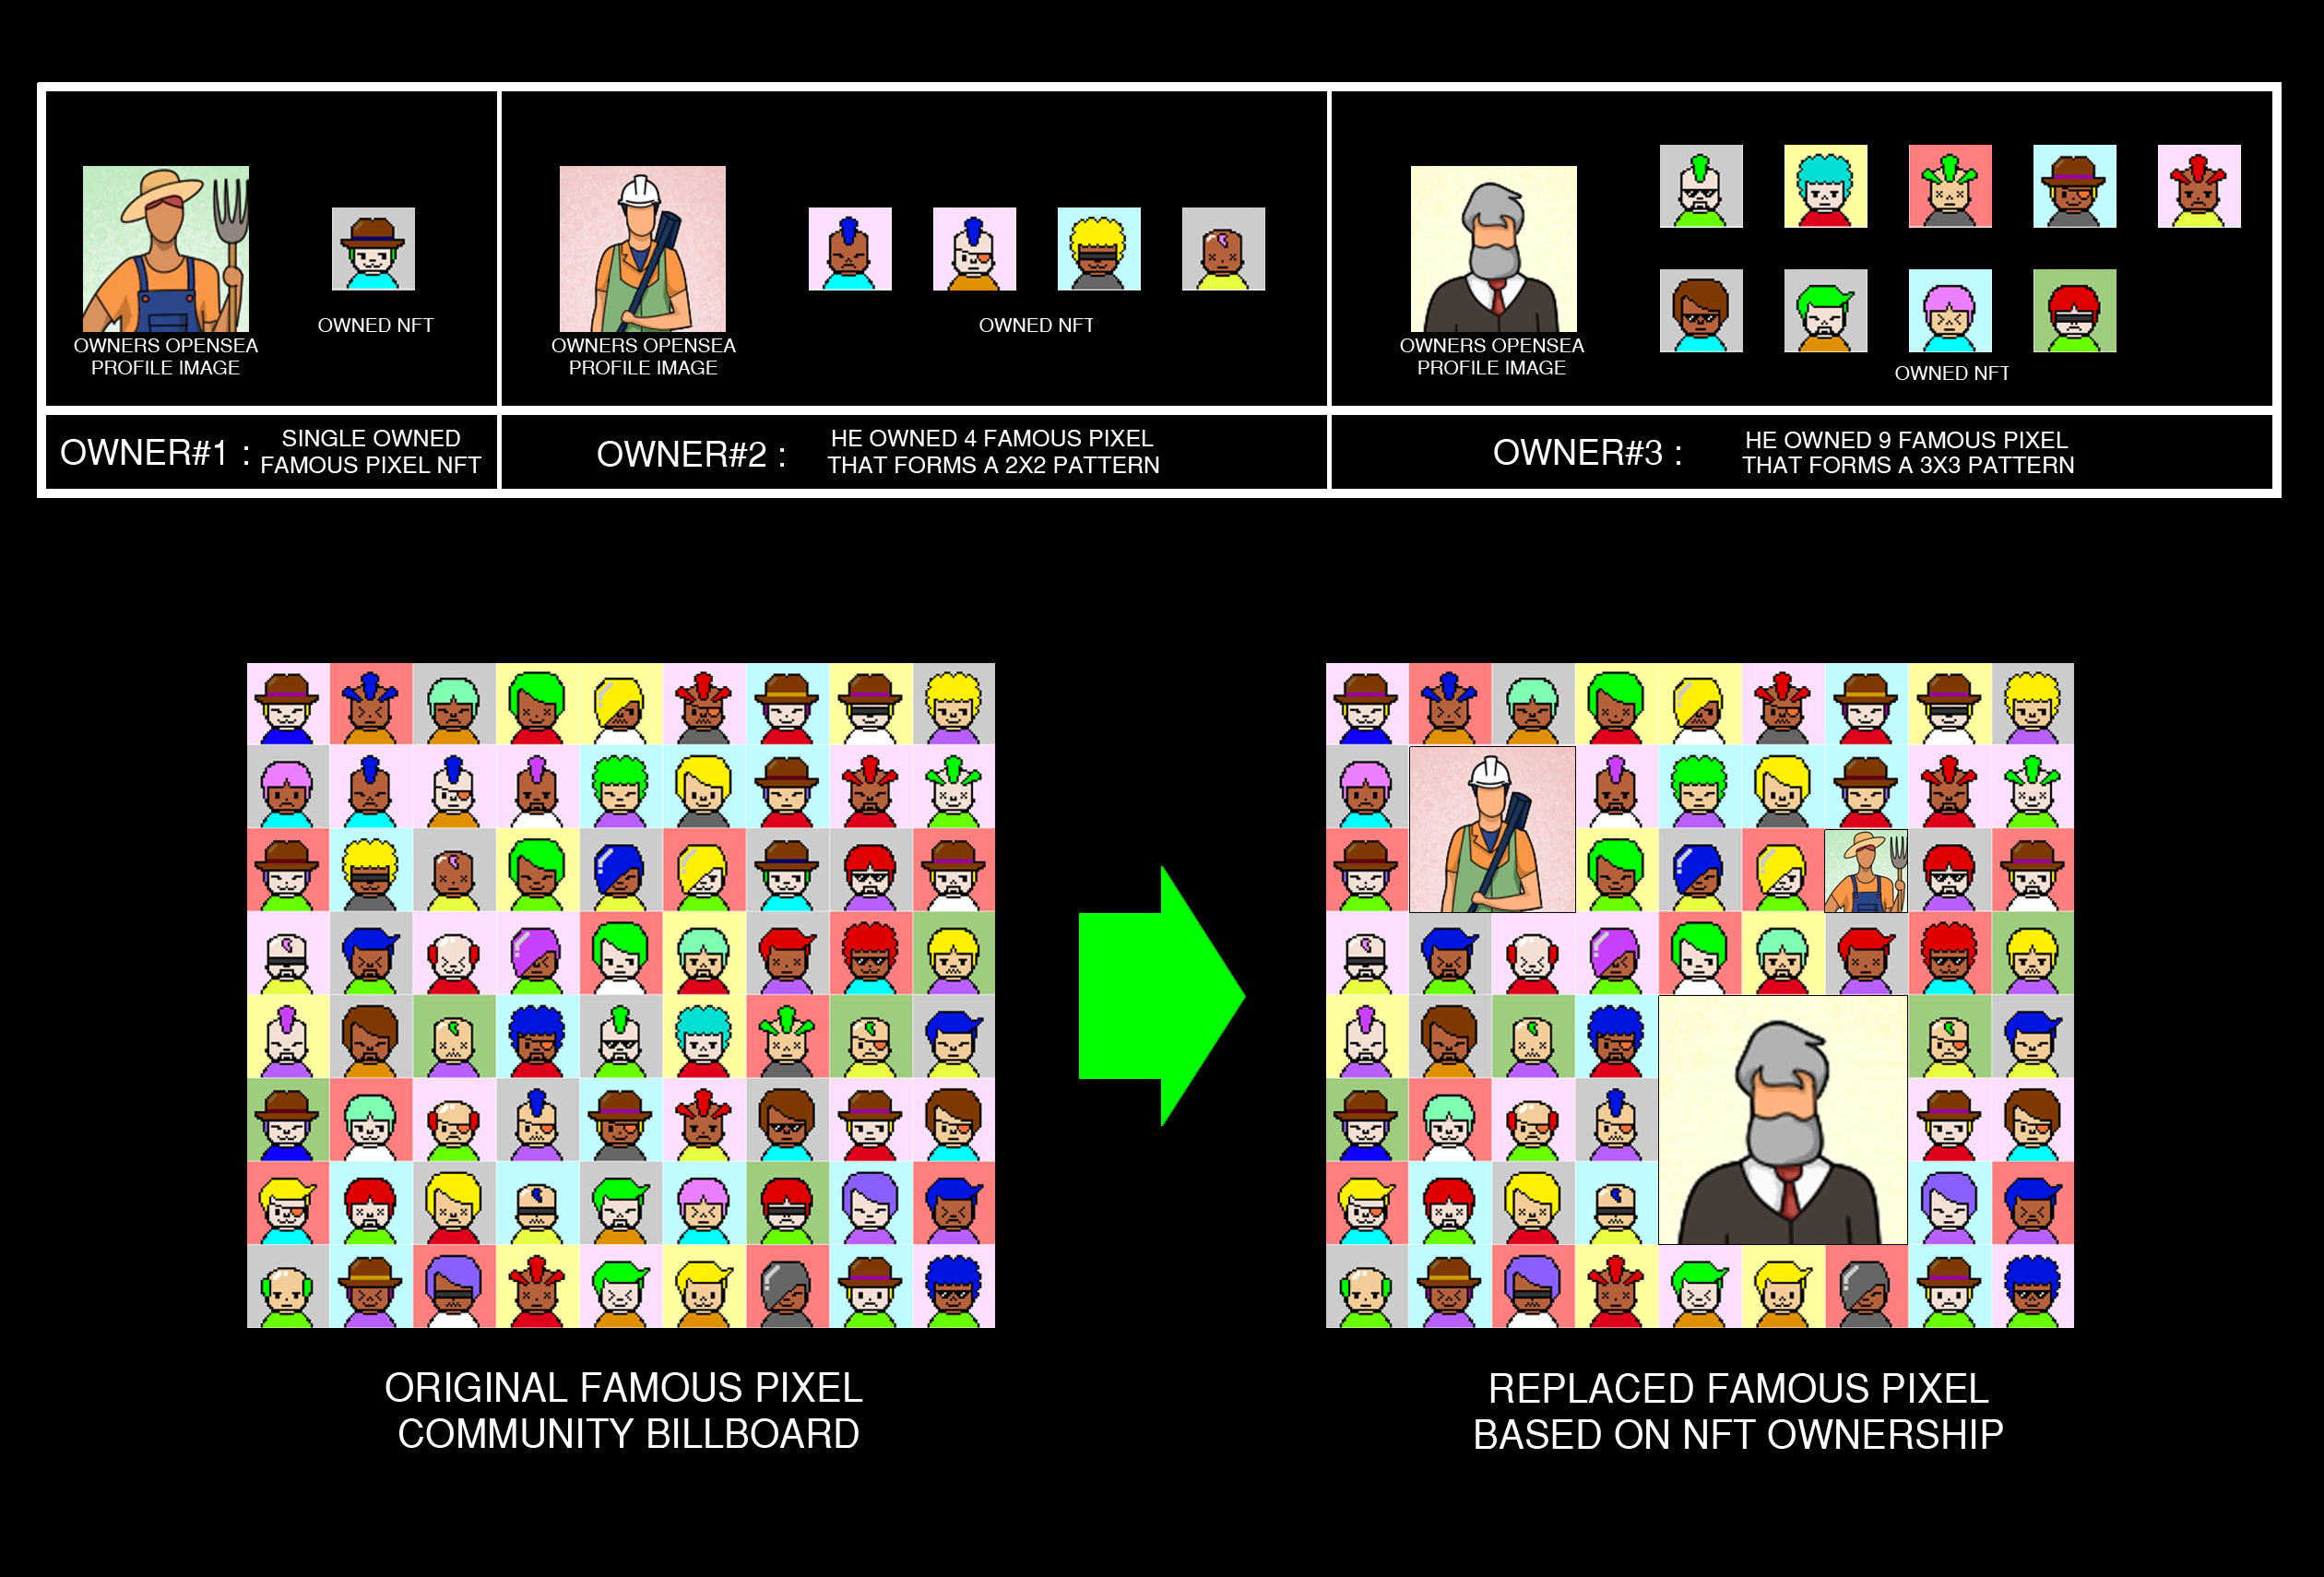 OWNERS OPENSEA
PROFILE IMAGE
OWNED NFT
OWNERS OPENSEA
PROFILE IMAGE
OWNED NFT
OWNERS OPENSEA
PROFILE IMAGE
OWNED NFT
OWNER#1 :
SINGLE OWNED
FAMOUS PIXEL NFT
OWNER#2 :
HE OWNED 4 FAMOUS PIXEL
THAT FORMS A 2X2 PATTERN
OWNER#3 :
HE OWNED 9 FAMOUS PIXEL
THAT FORMS A 3X3 PATTERN
ORIGINAL FAMOUS PIXEL
COMMUNITY BILLBOARD
REPLACED FAMOUS PIXEL
BASED ON NFT OWNERSHIP